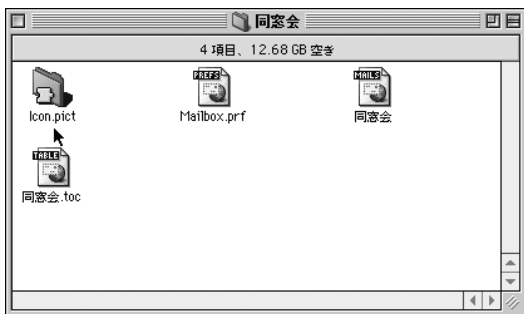 同窓会
4 項目、12.68 GB 空き
PREFS
MAILS
Icon.pict
Mailbox.prf
同窓会
TABLE
同窓会.toc